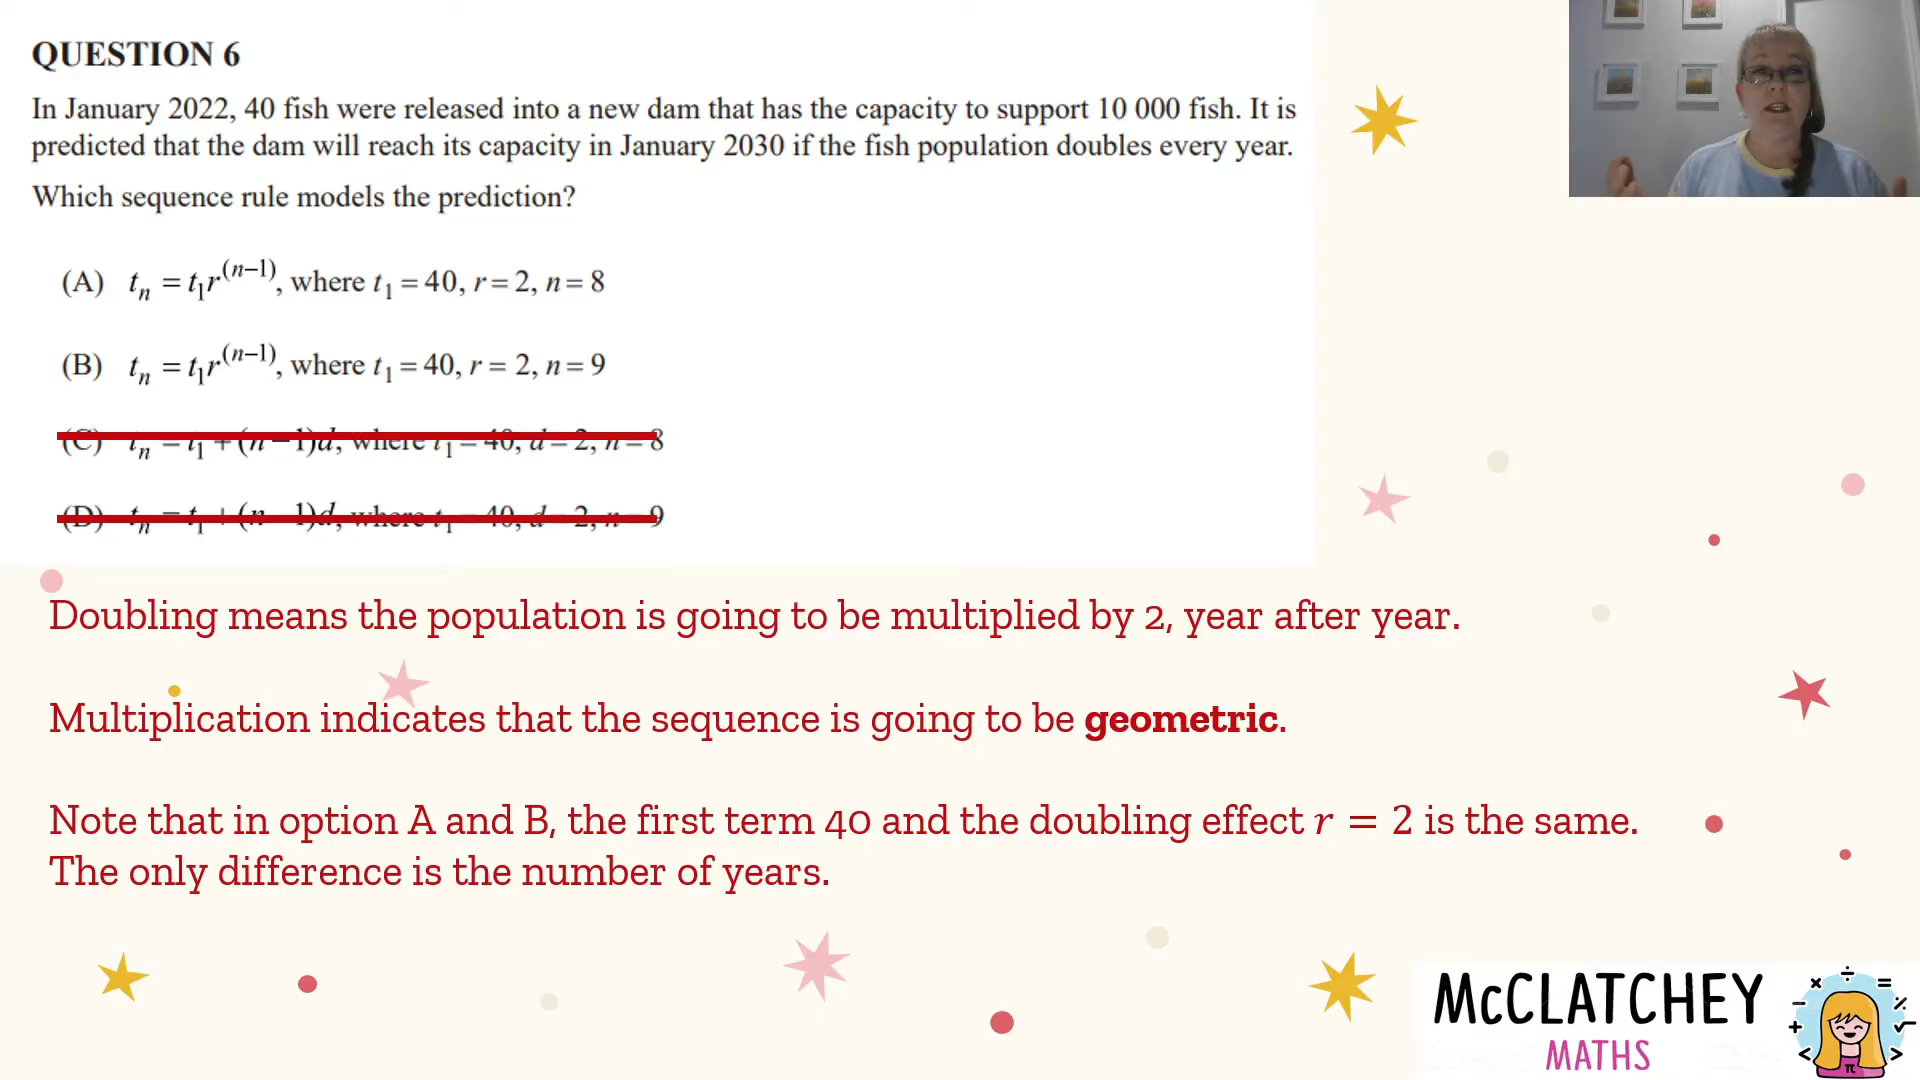 QUESTION 6
In January 2022, 40 fish were released into a new dam that has the capacity to support 10 000 fish. It is
predicted that the dam will reach its capacity in January 2030 if the fish population doubles every year.
Which sequence rule models the prediction?
(A) tₙ = t₁r⁽ⁿ⁻¹⁾, where t₁ = 40, r = 2, n = 8
(B) tₙ = t₁r⁽ⁿ⁻¹⁾, where t₁ = 40, r = 2, n = 9
(C) tₙ = t₁ + (n − 1)d, where t₁ = 40, d = 2, n = 8
(D) tₙ = t₁ + (n − 1)d, where t₁ = 40, d = 2, n = 9
Doubling means the population is going to be multiplied by 2, year after year.
Multiplication indicates that the sequence is going to be geometric.
Note that in option A and B, the first term 40 and the doubling effect r = 2 is the same.
The only difference is the number of years.
McCLATCHEY
MATHS